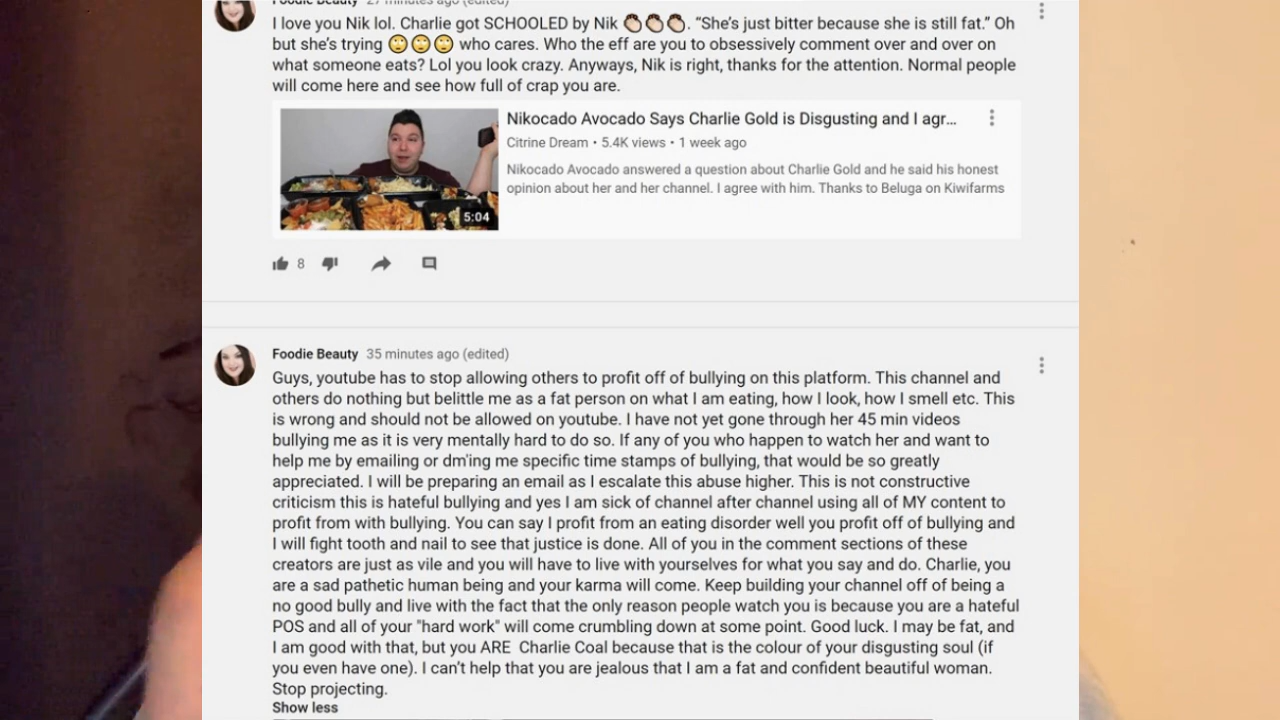 Foodie Beauty 27 minutes ago (edited)
I love you Nik lol. Charlie got SCHOOLED by Nik 👏🏻👏🏻👏🏻. “She’s just bitter because she is still fat.” Oh
but she’s trying 🙄🙄🙄 who cares. Who the eff are you to obsessively comment over and over on
what someone eats? Lol you look crazy. Anyways, Nik is right, thanks for the attention. Normal people
will come here and see how full of crap you are.
Nikocado Avocado Says Charlie Gold is Disgusting and I agr...
Citrine Dream • 5.4K views • 1 week ago
Nikocado Avocado answered a question about Charlie Gold and he said his honest
opinion about her and her channel. I agree with him. Thanks to Beluga on Kiwifarms
5:04
8
Foodie Beauty 35 minutes ago (edited)
Guys, youtube has to stop allowing others to profit off of bullying on this platform. This channel and
others do nothing but belittle me as a fat person on what I am eating, how I look, how I smell etc. This
is wrong and should not be allowed on youtube. I have not yet gone through her 45 min videos
bullying me as it is very mentally hard to do so. If any of you who happen to watch her and want to
help me by emailing or dm'ing me specific time stamps of bullying, that would be so greatly
appreciated. I will be preparing an email as I escalate this abuse higher. This is not constructive
criticism this is hateful bullying and yes I am sick of channel after channel using all of MY content to
profit from with bullying. You can say I profit from an eating disorder well you profit off of bullying and
I will fight tooth and nail to see that justice is done. All of you in the comment sections of these
creators are just as vile and you will have to live with yourselves for what you say and do. Charlie, you
are a sad pathetic human being and your karma will come. Keep building your channel off of being a
no good bully and live with the fact that the only reason people watch you is because you are a hateful
POS and all of your "hard work" will come crumbling down at some point. Good luck. I may be fat, and
I am good with that, but you ARE  Charlie Coal because that is the colour of your disgusting soul (if
you even have one). I can’t help that you are jealous that I am a fat and confident beautiful woman.
Stop projecting.
Show less